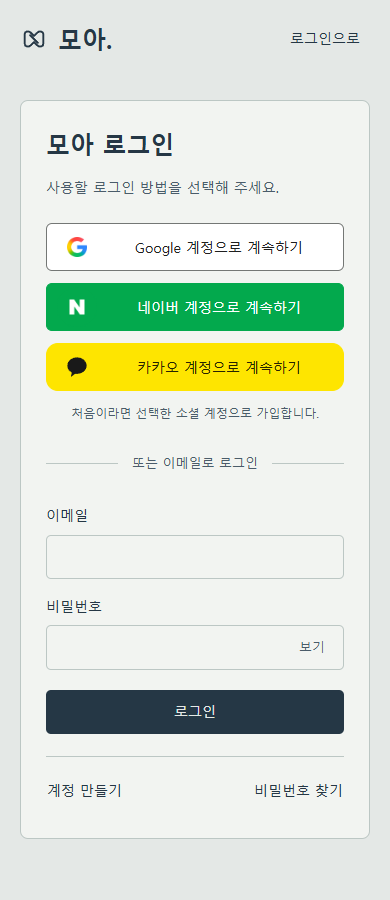 모아.
로그인으로
모아 로그인
사용할 로그인 방법을 선택해 주세요.
Google 계정으로 계속하기
네이버 계정으로 계속하기
카카오 계정으로 계속하기
처음이라면 선택한 소셜 계정으로 가입합니다.
또는 이메일로 로그인
이메일
비밀번호
보기
로그인
계정 만들기
비밀번호 찾기